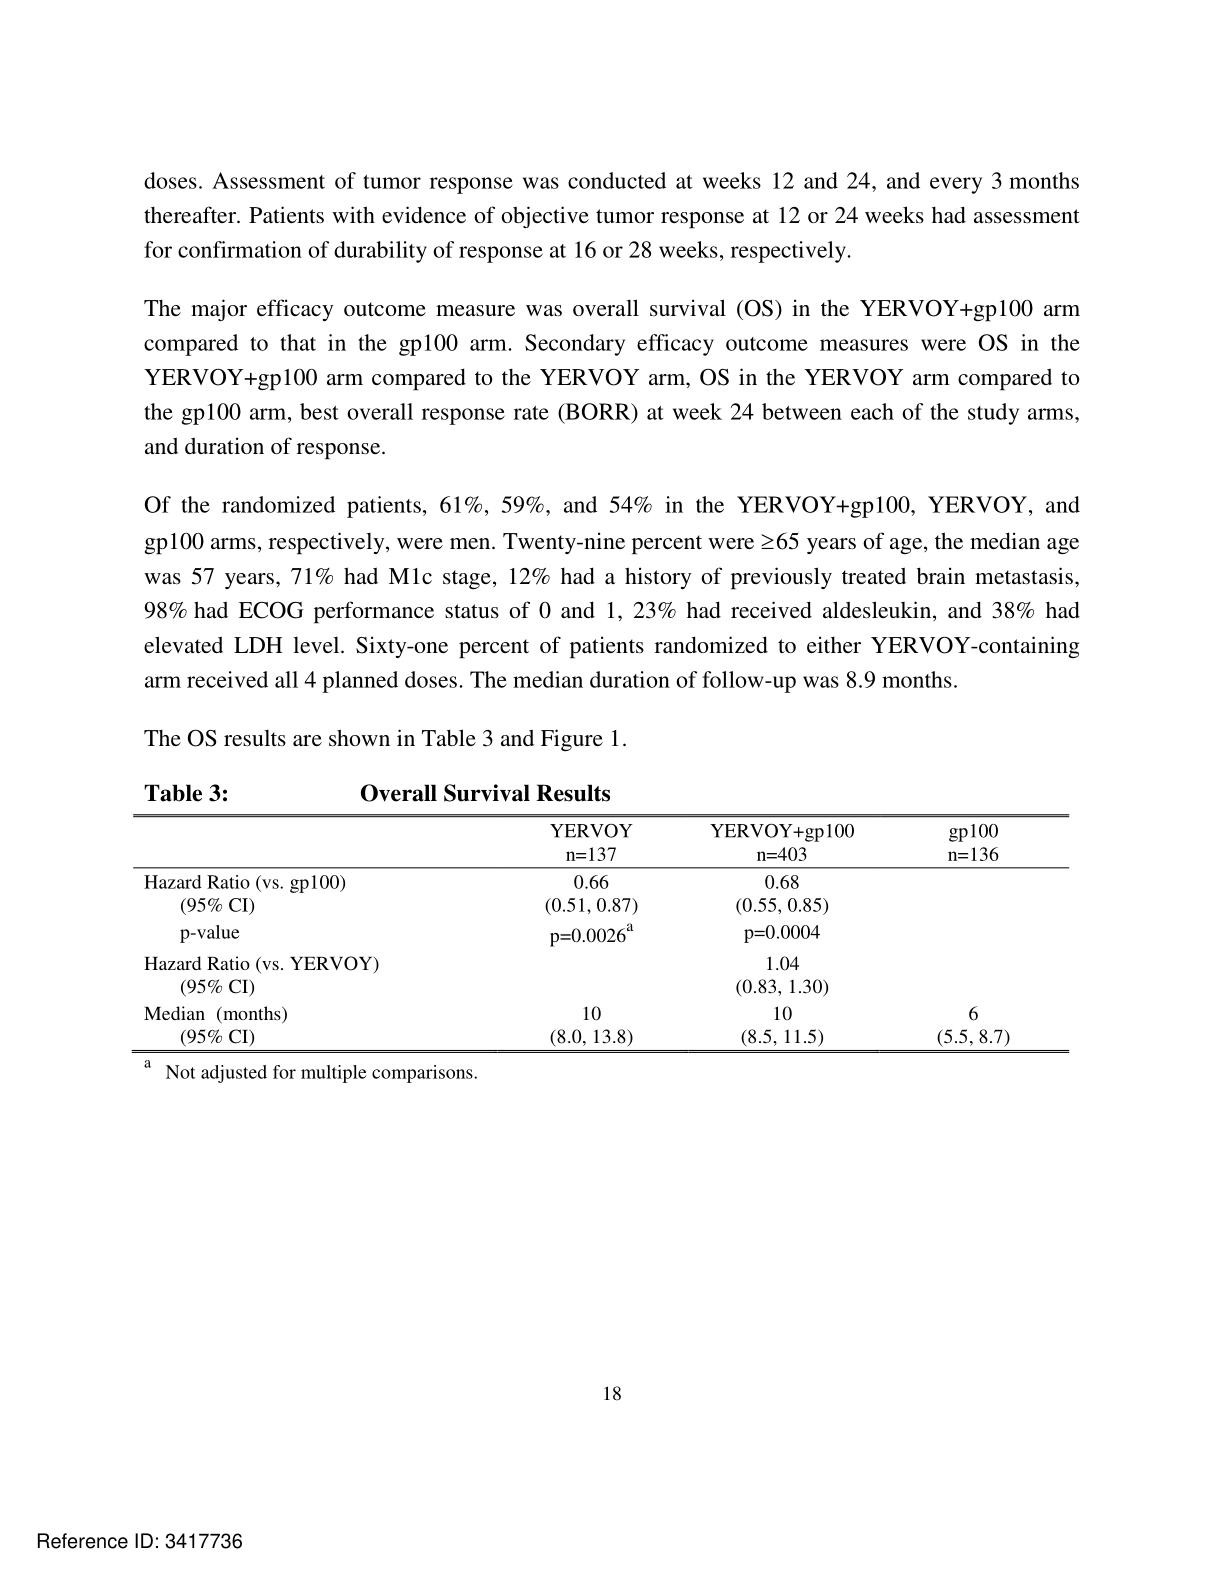 doses. Assessment of tumor response was conducted at weeks 12 and 24, and every 3 months
thereafter. Patients with evidence of objective tumor response at 12 or 24 weeks had assessment
for confirmation of durability of response at 16 or 28 weeks, respectively.
The major efficacy outcome measure was overall survival (OS) in the YERVOY+gp100 arm
compared to that in the gp100 arm. Secondary efficacy outcome measures were OS in the
YERVOY+gp100 arm compared to the YERVOY arm, OS in the YERVOY arm compared to
the gp100 arm, best overall response rate (BORR) at week 24 between each of the study arms,
and duration of response.
Of the randomized patients, 61%, 59%, and 54% in the YERVOY+gp100, YERVOY, and
gp100 arms, respectively, were men. Twenty-nine percent were ≥65 years of age, the median age
was 57 years, 71% had M1c stage, 12% had a history of previously treated brain metastasis,
98% had ECOG performance status of 0 and 1, 23% had received aldesleukin, and 38% had
elevated LDH level. Sixty-one percent of patients randomized to either YERVOY-containing
arm received all 4 planned doses. The median duration of follow-up was 8.9 months.
The OS results are shown in Table 3 and Figure 1.
Table 3: Overall Survival Results
YERVOY YERVOY+gp100 gp100
n=137 n=403 n=136
Hazard Ratio (vs. gp100) 0.66 0.68
(95% CI) (0.51, 0.87) (0.55, 0.85)
p-value p=0.0026a p=0.0004
Hazard Ratio (vs. YERVOY) 1.04
(95% CI) (0.83, 1.30)
Median (months) 10 10 6
(95% CI) (8.0, 13.8) (8.5, 11.5) (5.5, 8.7)
a Not adjusted for multiple comparisons.
18
Reference ID: 3417736